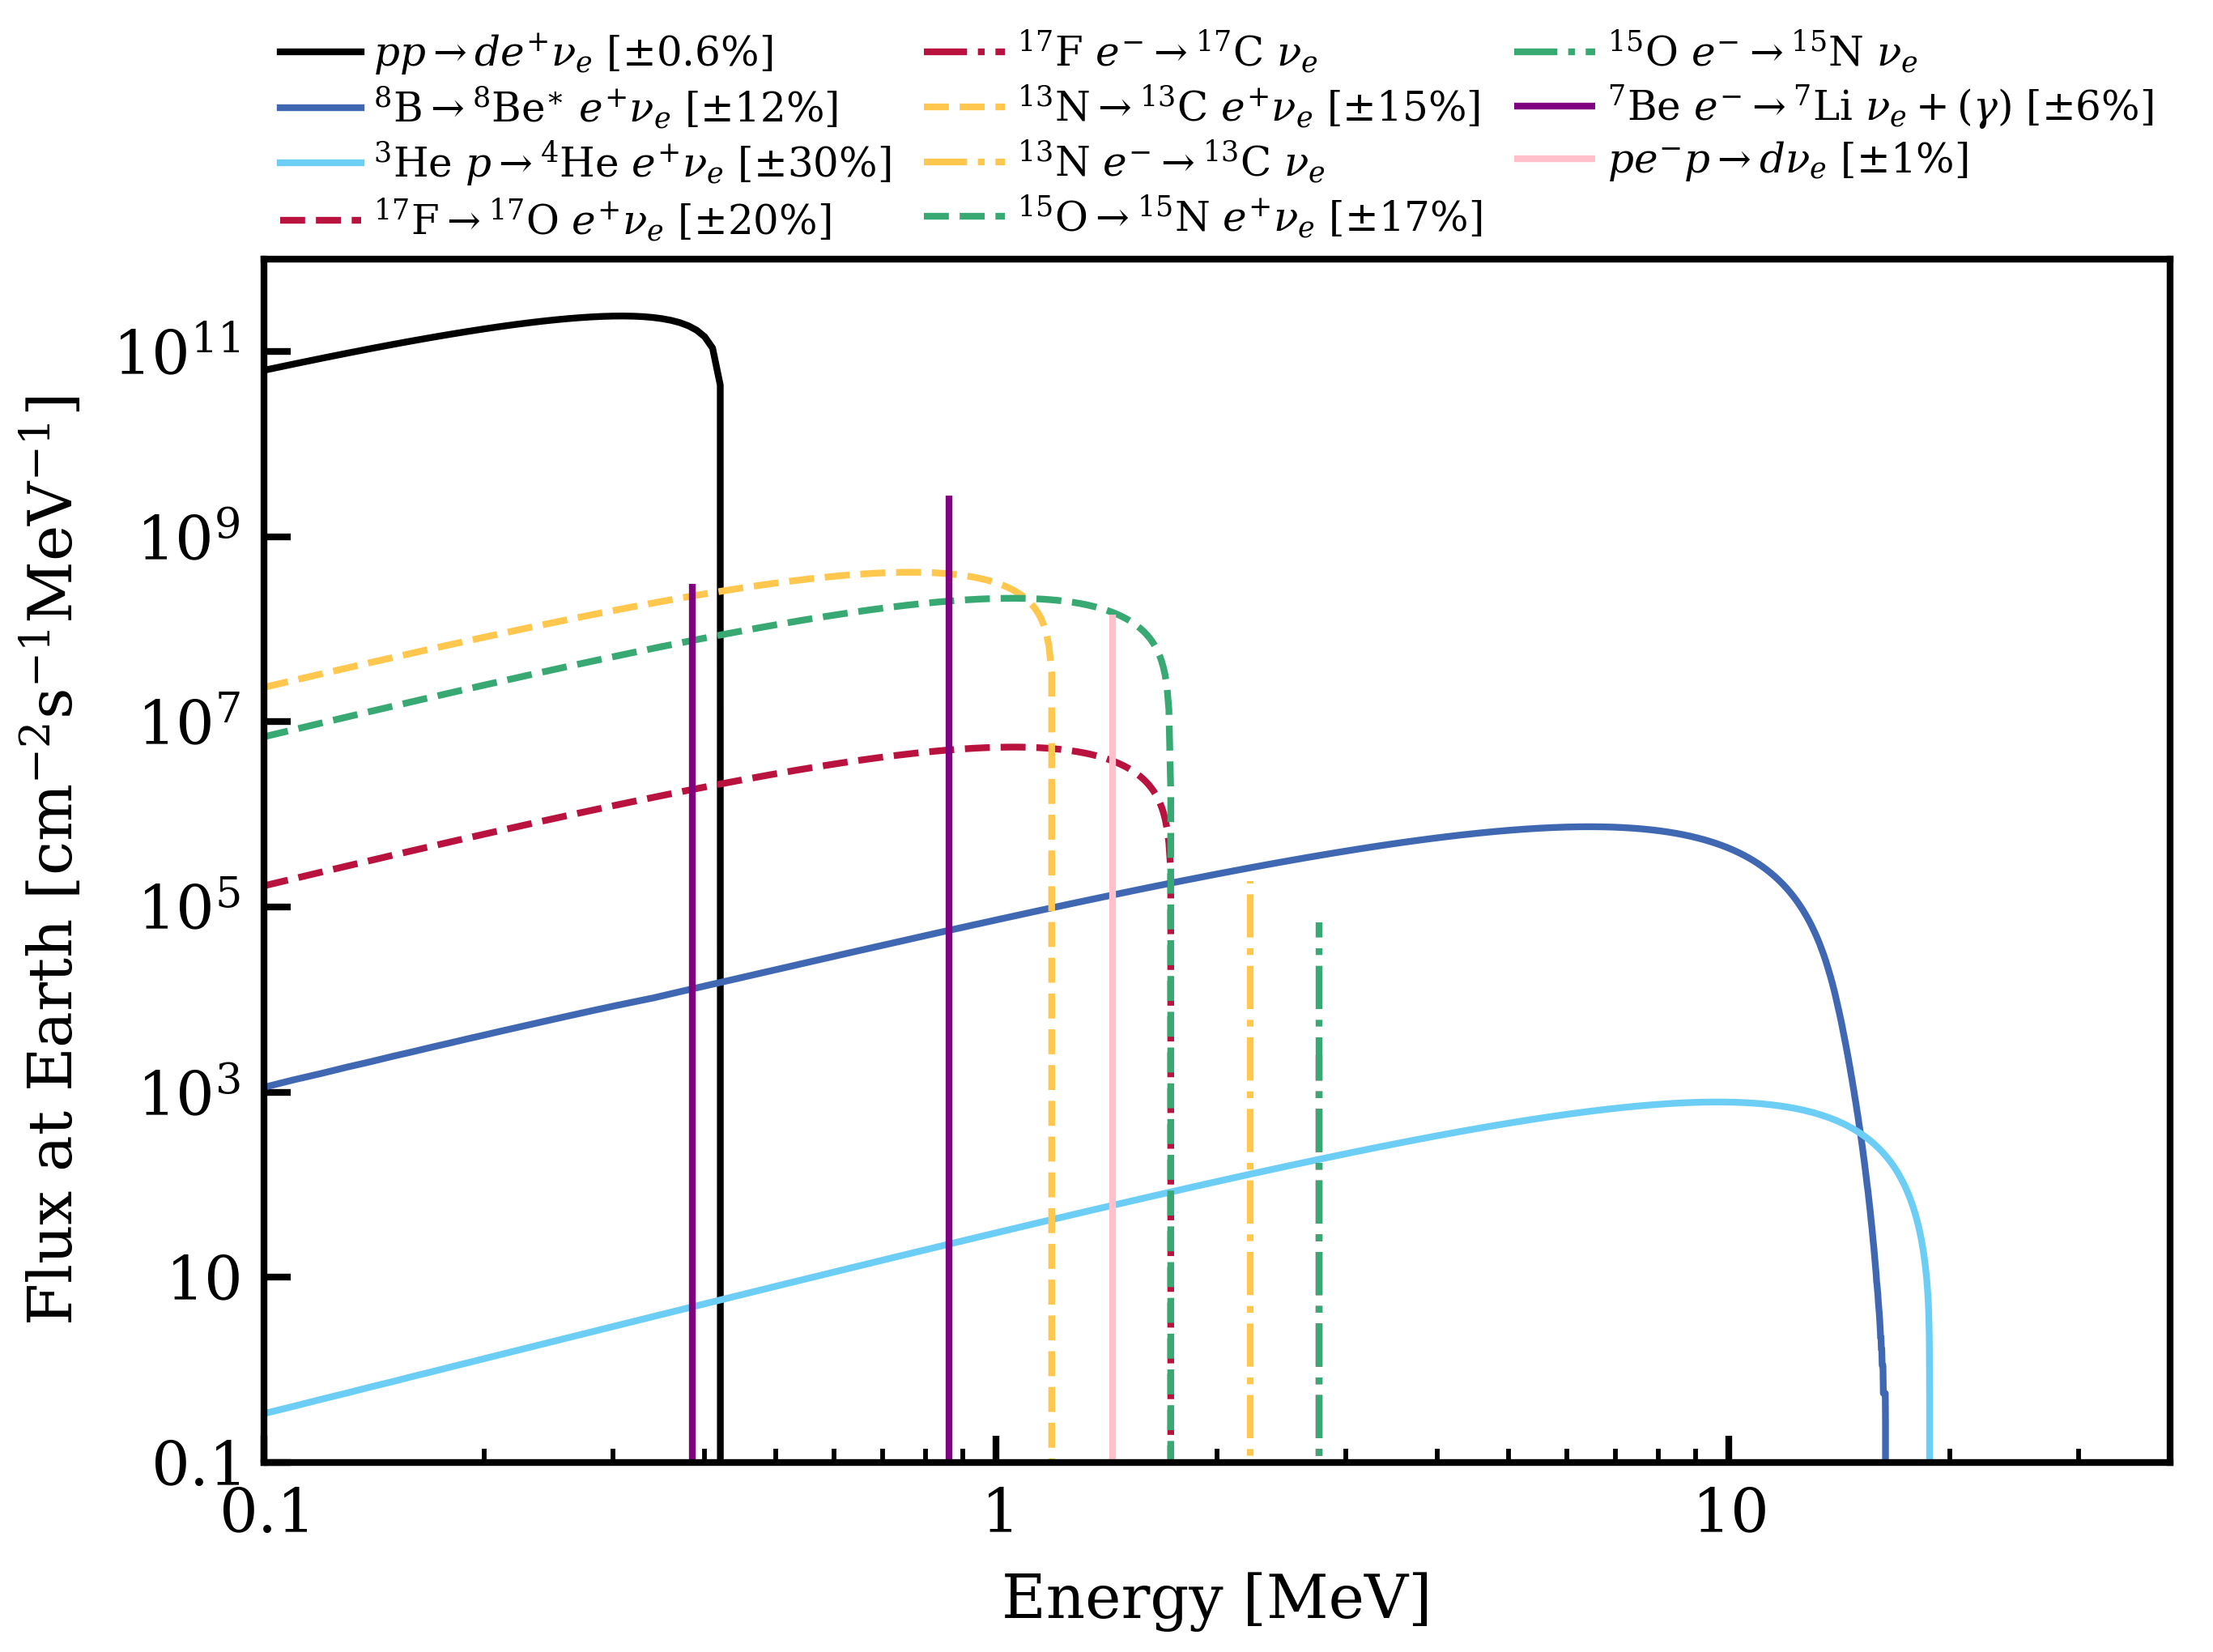 pp → de⁺νₑ [±0.6%]
⁸B → ⁸Be* e⁺νₑ [±12%]
³He p → ⁴He e⁺νₑ [±30%]
¹⁷F → ¹⁷O e⁺νₑ [±20%]
¹⁷F e⁻ → ¹⁷C νₑ
¹³N → ¹³C e⁺νₑ [±15%]
¹³N e⁻ → ¹³C νₑ
¹⁵O → ¹⁵N e⁺νₑ [±17%]
¹⁵O e⁻ → ¹⁵N νₑ
⁷Be e⁻ → ⁷Li νₑ + (γ) [±6%]
pe⁻p → dνₑ [±1%]
Flux at Earth [cm⁻²s⁻¹MeV⁻¹]
10¹¹
10⁹
10⁷
10⁵
10³
10
0.1
0.1
1
10
Energy [MeV]